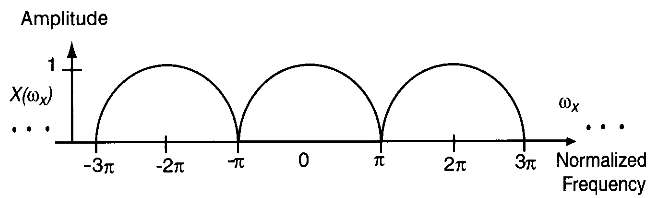 Amplitude
1
X(ωx)
ωx
-3π -2π -π 0 π 2π 3π
Normalized
Frequency